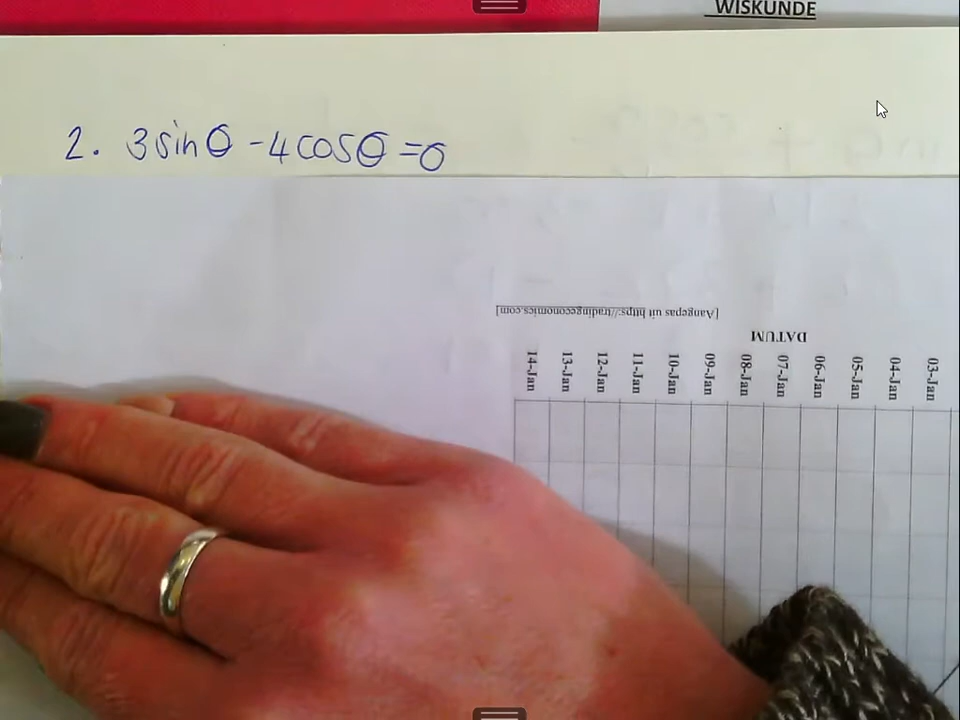 WISKUNDE
2. 3sinθ - 4cosθ = 0
[Aangepas uit https://tradingeconomics.com]
DATUM
14-Jan
13-Jan
12-Jan
11-Jan
10-Jan
09-Jan
08-Jan
07-Jan
06-Jan
05-Jan
04-Jan
03-Jan